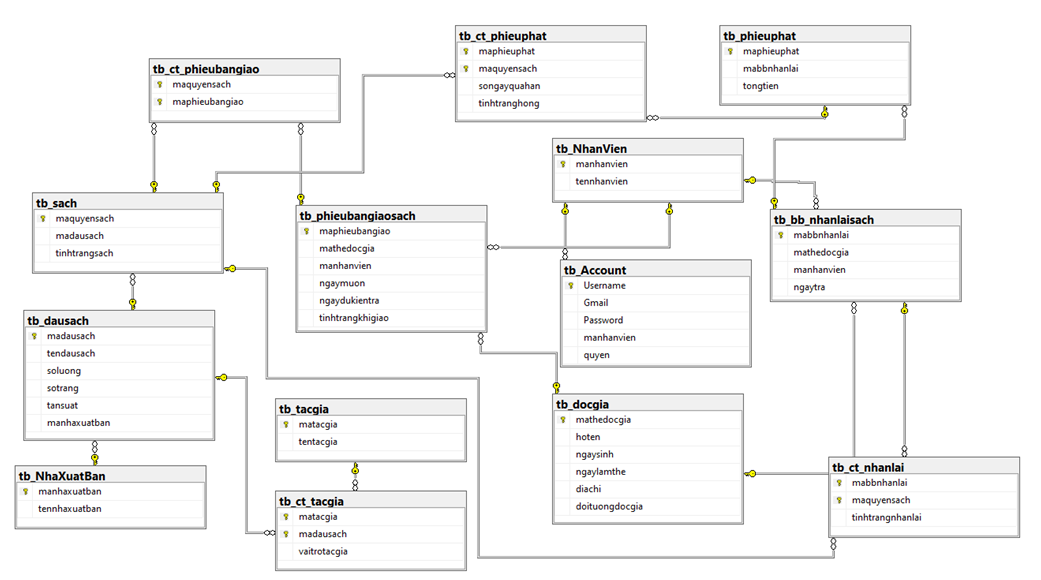 tb_ct_phieuphat
maphieuphat
maquyensach
songayquahan
tinhtranghong
tb_phieuphat
maphieuphat
mabbnhanlai
tongtien
tb_ct_phieubangiao
maquyensach
maphieubangiao
tb_NhanVien
manhanvien
tennhanvien
tb_sach
maquyensach
madausach
tinhtrangsach
tb_phieubangiaosach
maphieubangiao
mathedocgia
manhanvien
ngaymuon
ngaydukientra
tinhtrangkhigiao
tb_bb_nhanlaisach
mabbnhanlai
mathedocgia
manhanvien
ngaytra
tb_Account
Username
Gmail
Password
manhanvien
quyen
tb_dausach
madausach
tendausach
soluong
sotrang
tansuat
manhaxuatban
tb_tacgia
matacgia
tentacgia
tb_docgia
mathedocgia
hoten
ngaysinh
ngaylamthe
diachi
doituongdocgia
tb_NhaXuatBan
manhaxuatban
tennhaxuatban
tb_ct_tacgia
matacgia
madausach
vaitrotacgia
tb_ct_nhanlai
mabbnhanlai
maquyensach
tinhtrangnhanlai